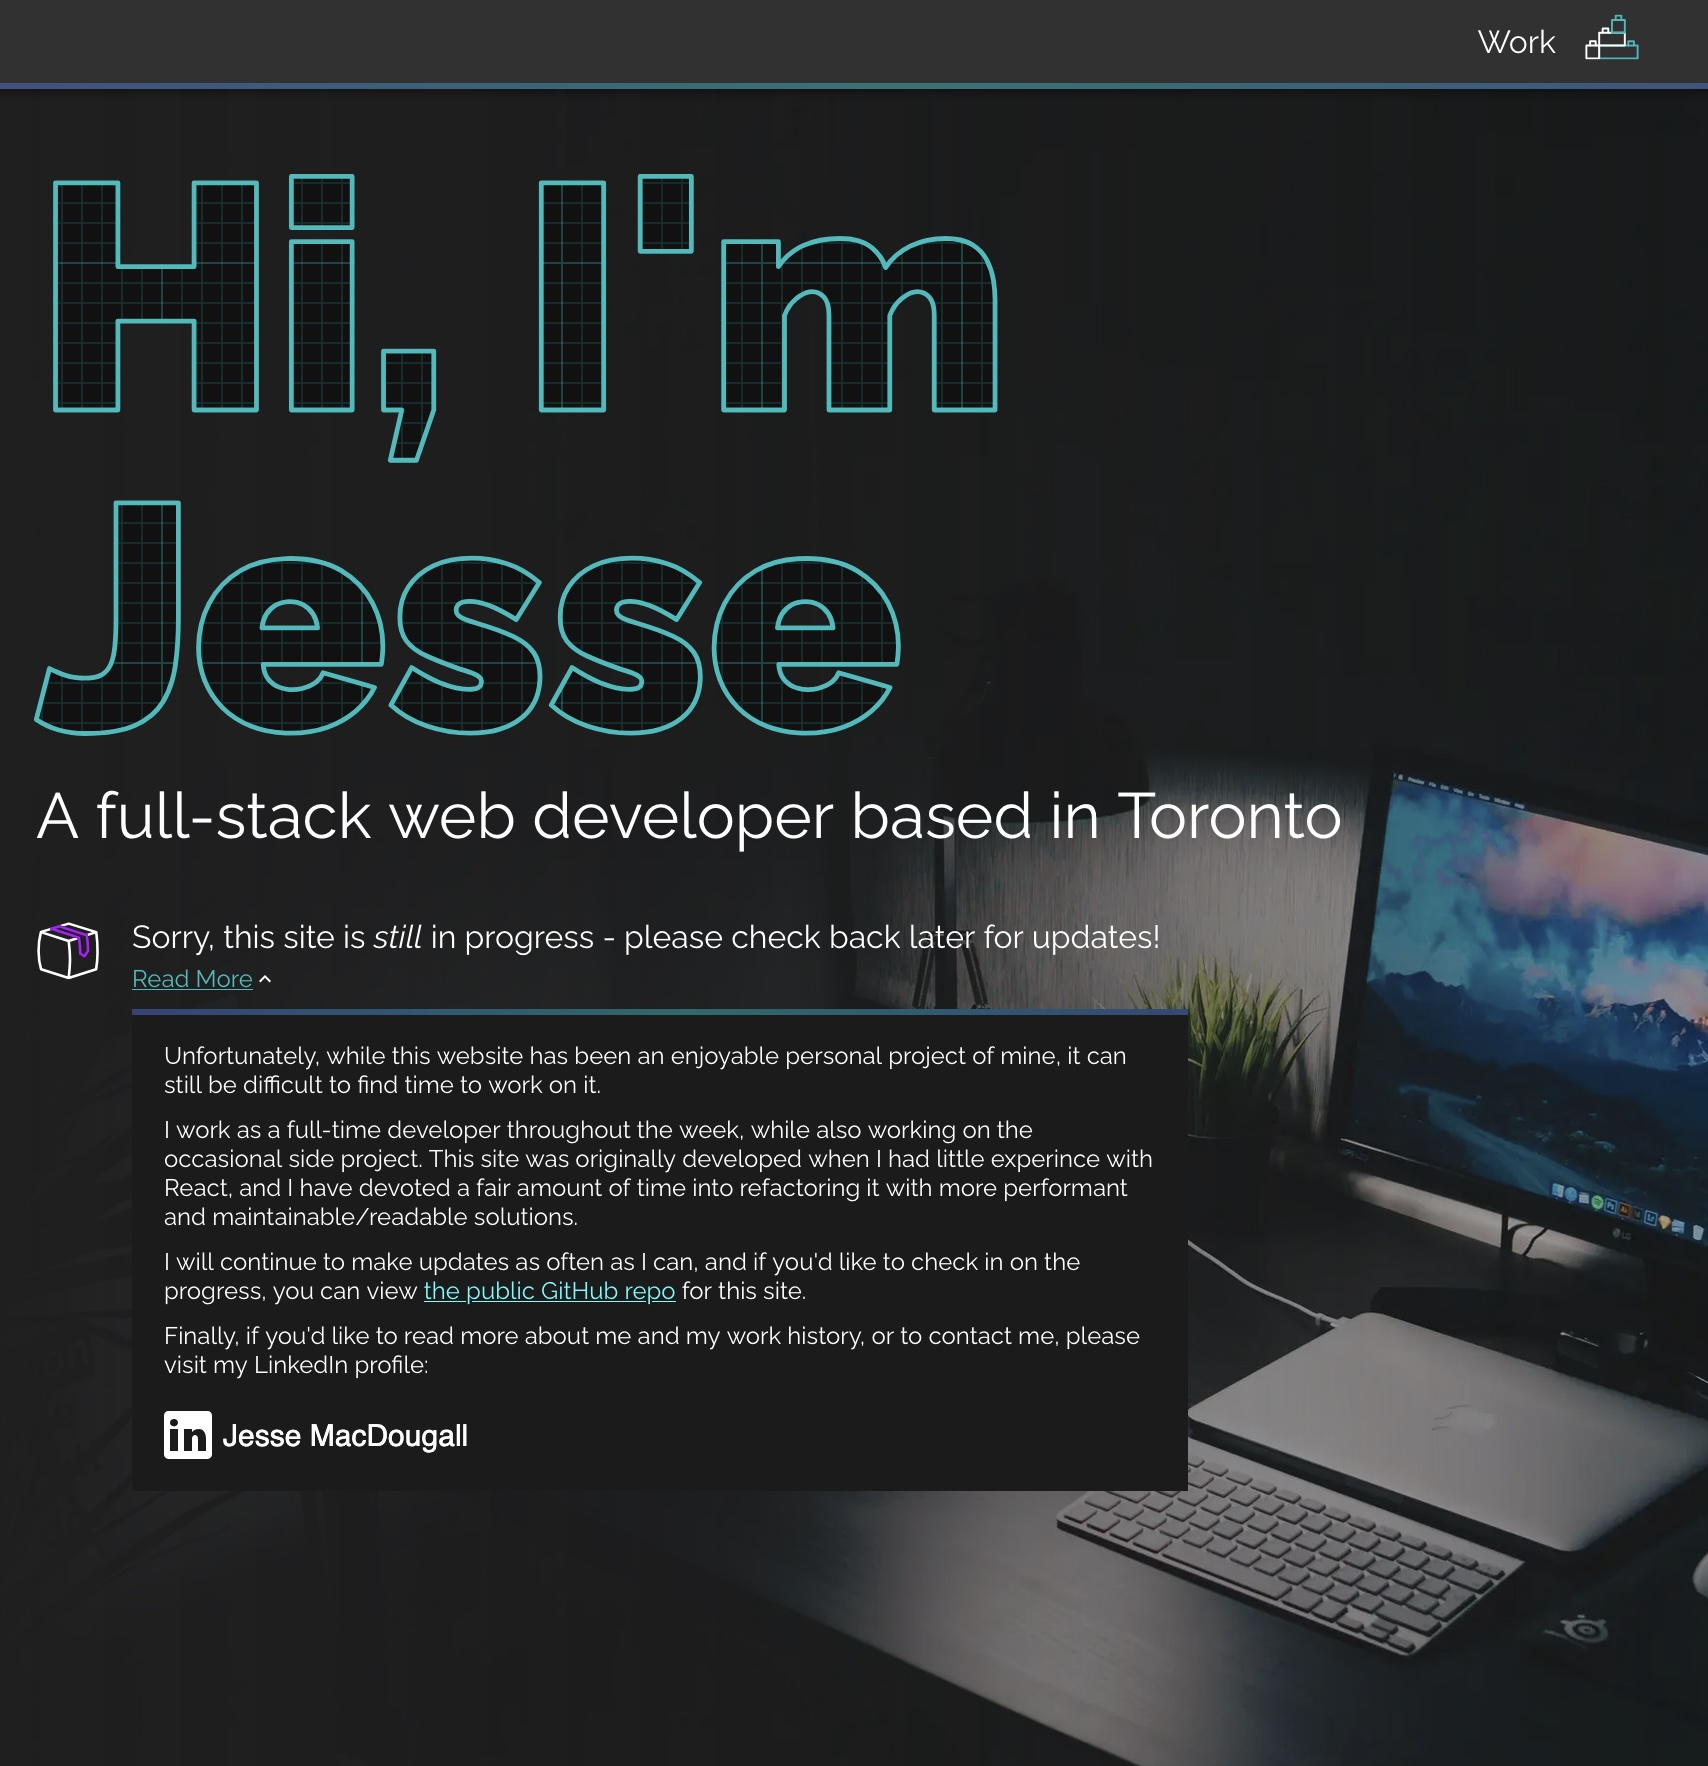 Work
Hi, I'm
Jesse
A full-stack web developer based in Toronto
Sorry, this site is still in progress - please check back later for updates!
Read More
Unfortunately, while this website has been an enjoyable personal project of mine, it can
still be difficult to find time to work on it.
I work as a full-time developer throughout the week, while also working on the
occasional side project. This site was originally developed when I had little experince with
React, and I have devoted a fair amount of time into refactoring it with more performant
and maintainable/readable solutions.
I will continue to make updates as often as I can, and if you'd like to check in on the
progress, you can view the public GitHub repo for this site.
Finally, if you'd like to read more about me and my work history, or to contact me, please
visit my LinkedIn profile:
in Jesse MacDougall
LG